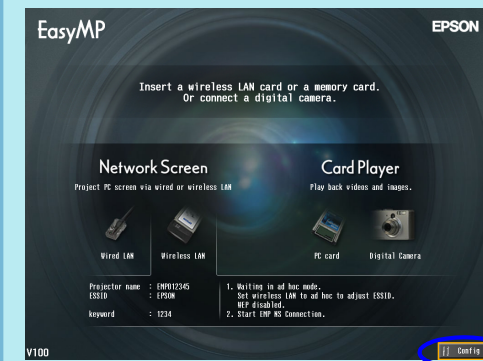 EasyMP
EPSON
Insert a wireless LAN card or a memory card.
Or connect a digital camera.
Network Screen
Project PC screen via wired or wireless LAN
Wired LAN
Wireless LAN
Card Player
Play back videos and images.
PC card
Digital Camera
Projector name : EMP012345
ESSID : EPSON
keyword : 1234
1. Waiting in ad hoc mode.
Set wireless LAN to ad hoc to adjust ESSID.
WEP disabled.
2. Start EMP NS Connection.
V100
Config